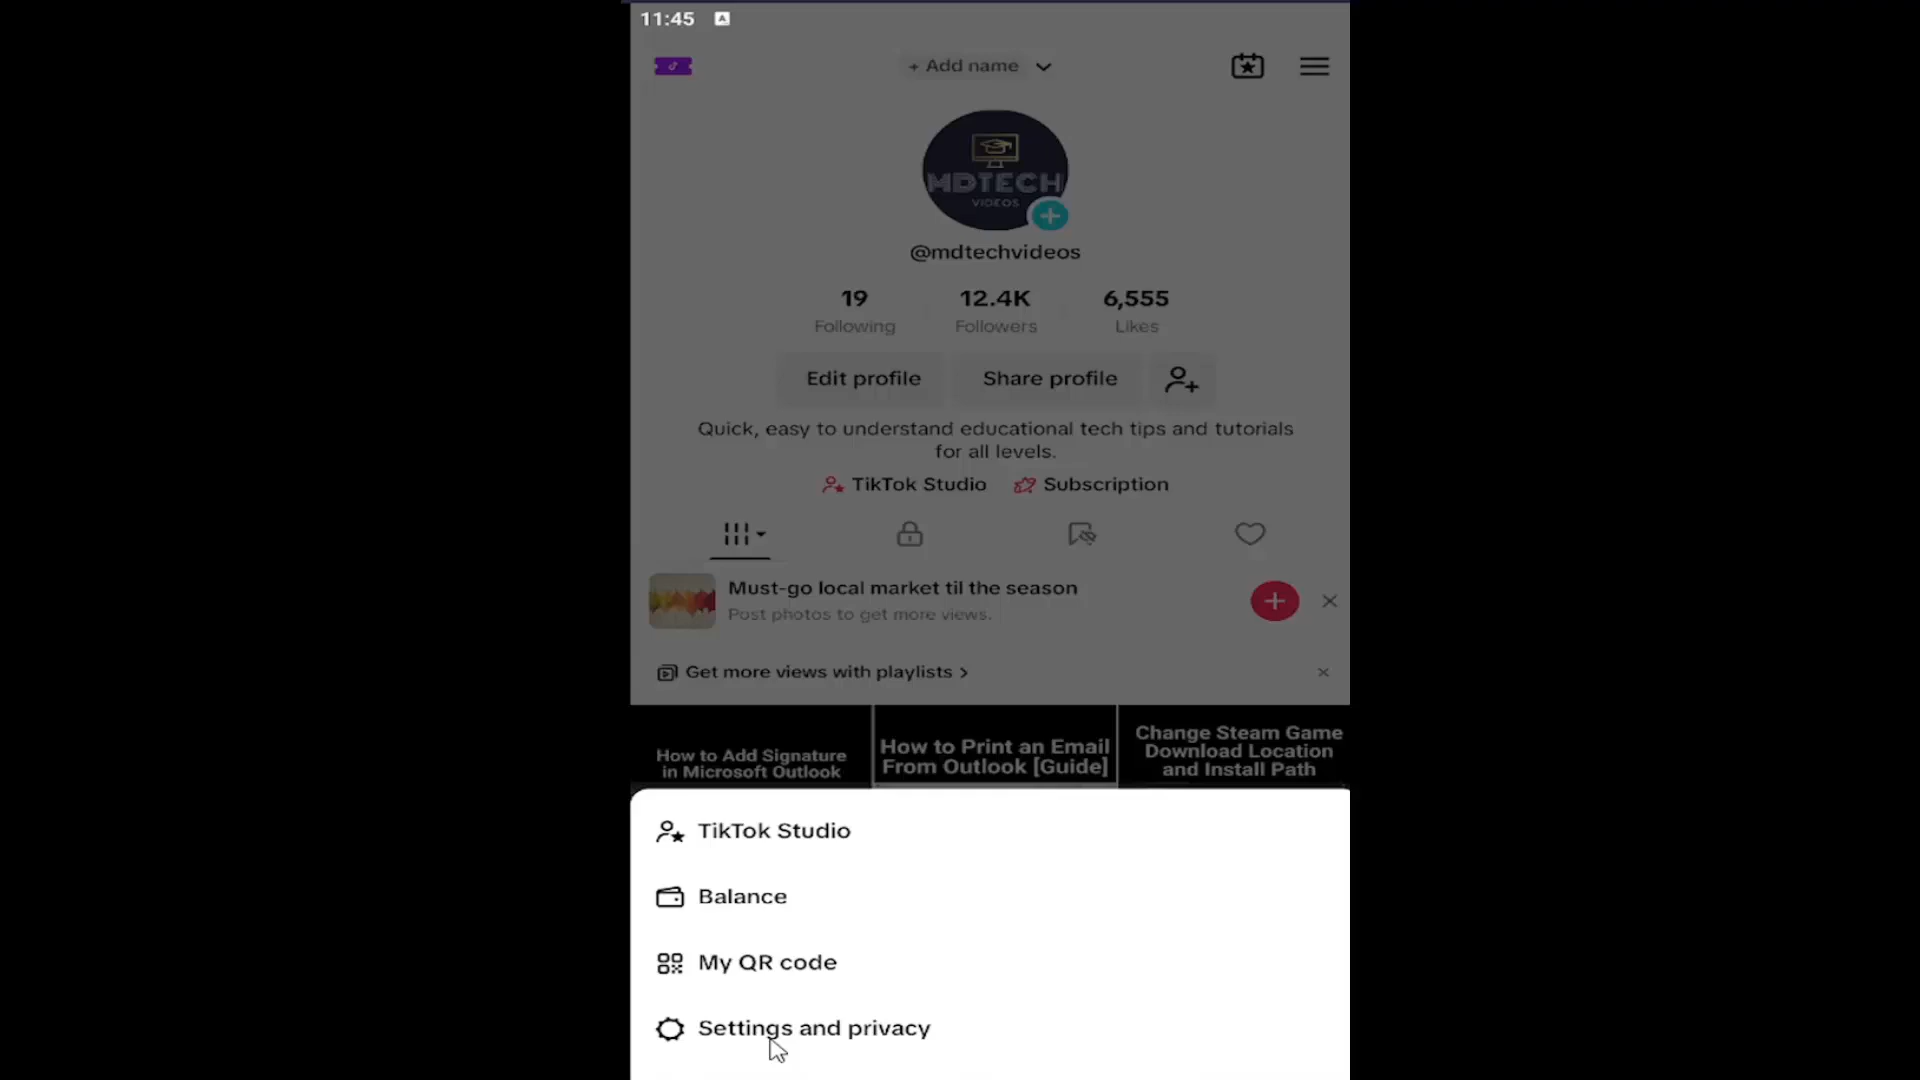 11:45
+ Add name
MDTECH
VIDEOS
@mdtechvideos
19 12.4K 6,555
Following Followers Likes
Edit profile Share profile
Quick, easy to understand educational tech tips and tutorials
for all levels.
TikTok Studio Subscription
Must-go local market til the season
Post photos to get more views.
Get more views with playlists >
How to Add Signature
in Microsoft Outlook
How to Print an Email
From Outlook [Guide]
Change Steam Game
Download Location
and Install Path
TikTok Studio
Balance
My QR code
Settings and privacy